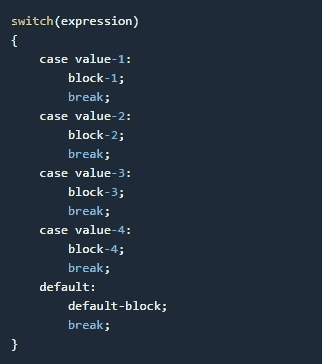 switch(expression)
{
    case value-1:
        block-1;
        break;
    case value-2:
        block-2;
        break;
    case value-3:
        block-3;
        break;
    case value-4:
        block-4;
        break;
    default:
        default-block;
        break;
}